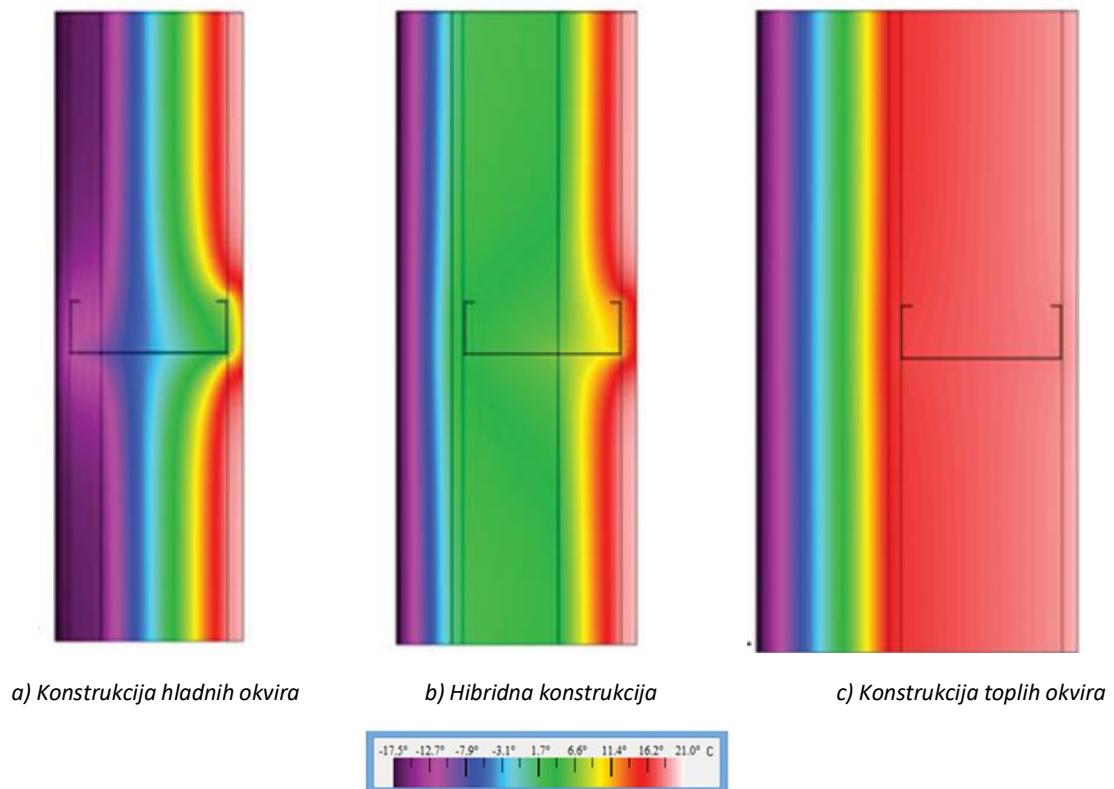 a) Konstrukcija hladnih okvira
b) Hibridna konstrukcija
c) Konstrukcija toplih okvira
-17.5° -12.7° -7.9° -3.1° 1.7° 6.6° 11.4° 16.2° 21.0° C